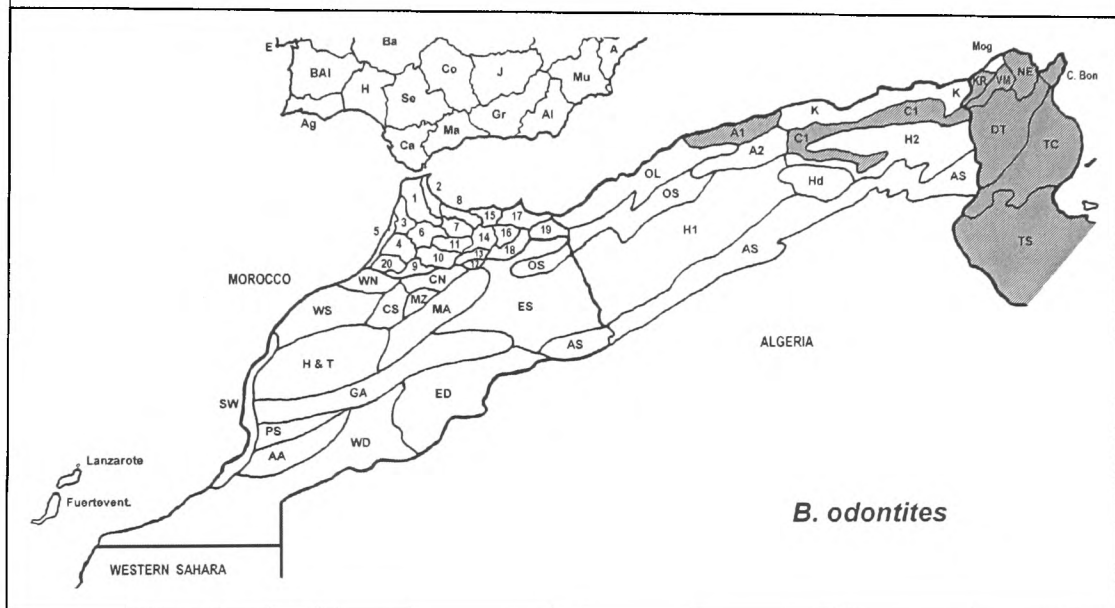 E
Ba
BAl
H
Co
J
Mu
A
Se
Gr
Al
Ag
Ca
Ma
Mog
KR
VM
NE
C. Bon
K
K
C1
C1
A1
A2
H2
DT
TC
OL
OS
Hd
AS
H1
AS
TS
1
2
8
15
17
3
5
6
7
14
16
19
4
11
18
13
12
20
9
10
OS
MOROCCO
WN
CN
WS
CS
MZ
MA
ES
ALGERIA
AS
H & T
SW
GA
ED
PS
WD
AA
Lanzarote
Fuertevent.
B. odontites
WESTERN SAHARA